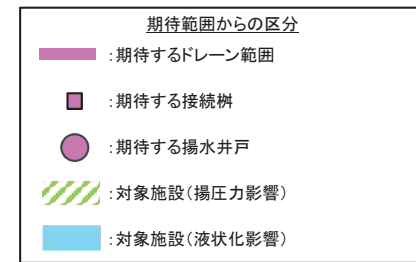 期待範囲からの区分
：期待するドレーン範囲
：期待する接続桝
：期待する揚水井戸
：対象施設（揚圧力影響）
：対象施設（液状化影響）